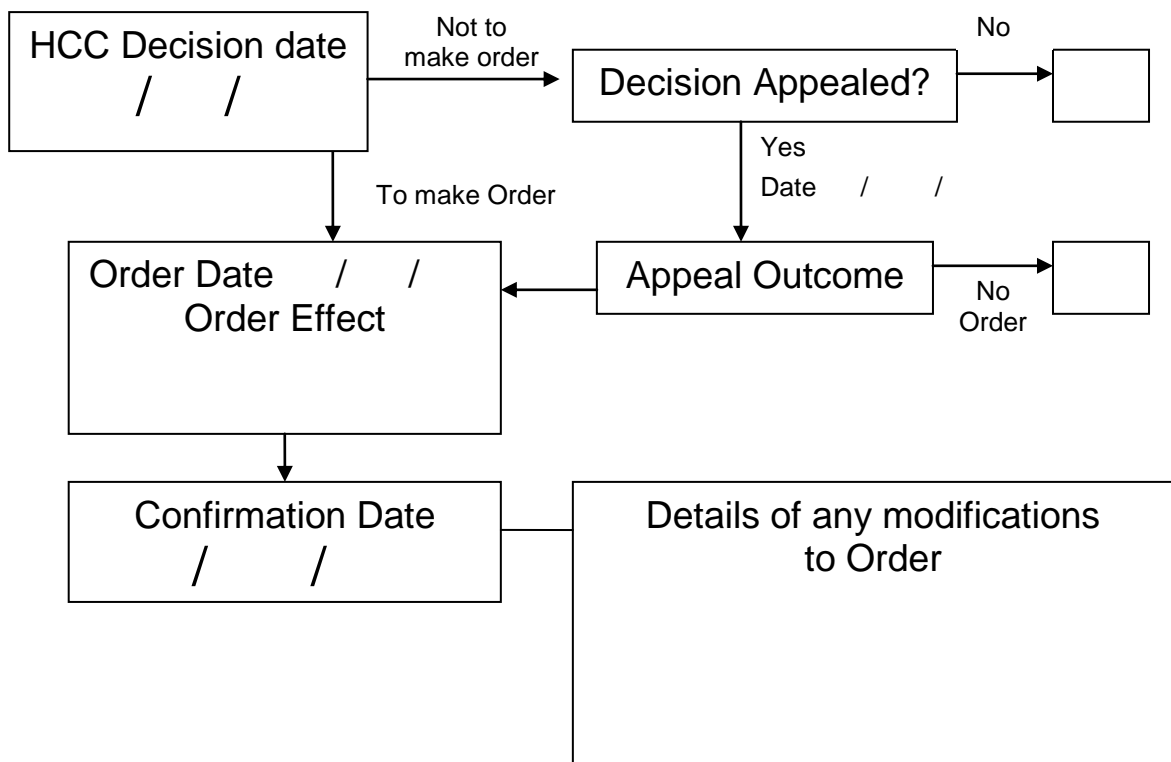 HCC Decision date
/ /
Not to
make order
Decision Appealed?
No
Yes
Date / /
To make Order
Order Date / /
Order Effect
Appeal Outcome
No
Order
Confirmation Date
/ /
Details of any modifications
to Order